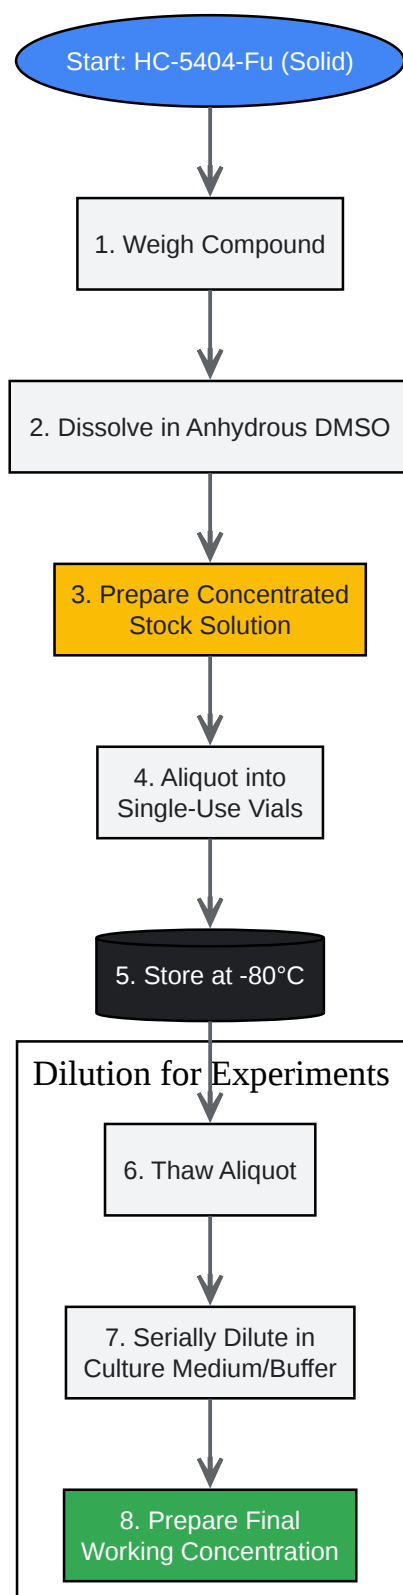 Start: HC-5404-Fu (Solid)
1. Weigh Compound
2. Dissolve in Anhydrous DMSO
3. Prepare Concentrated
Stock Solution
4. Aliquot into
Single-Use Vials
5. Store at -80°C
Dilution for Experiments
6. Thaw Aliquot
7. Serially Dilute in
Culture Medium/Buffer
8. Prepare Final
Working Concentration